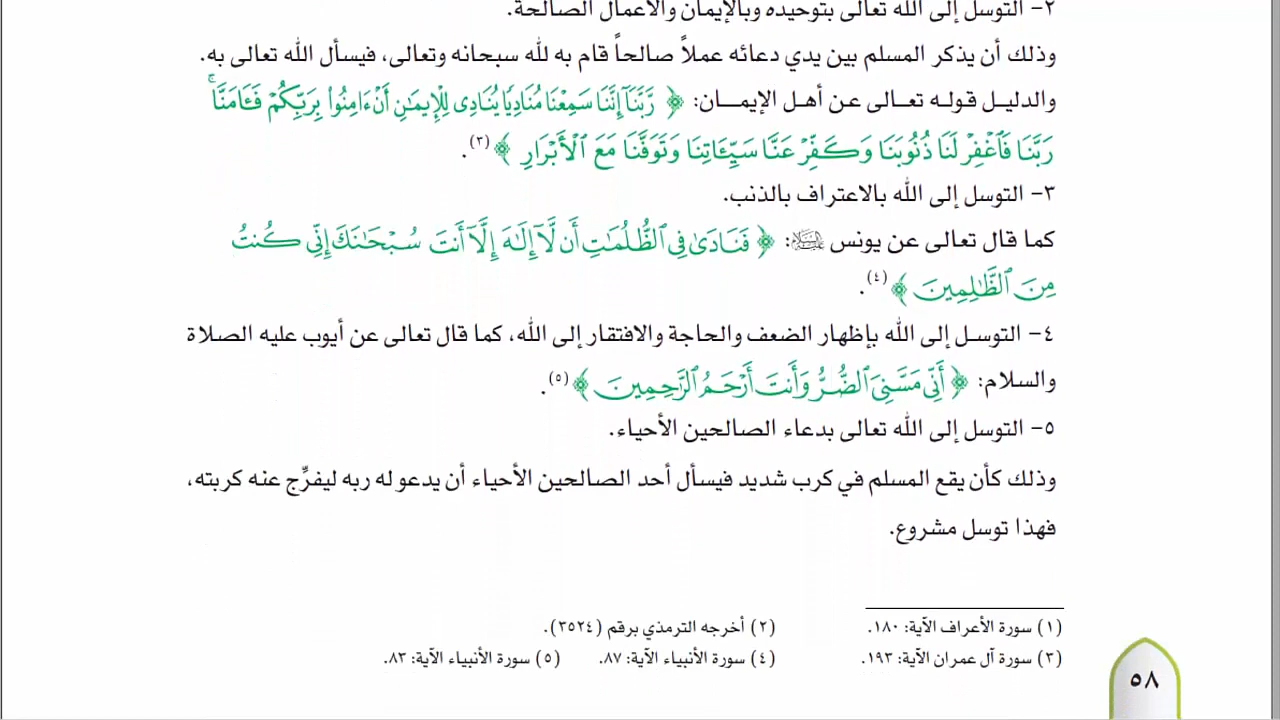 ٢- التوسل إلى الله تعالى بتوحيده وبالإيمان والأعمال الصالحة.
وذلك أن يذكر المسلم بين يدي دعائه عملاً صالحاً قام به لله سبحانه وتعالى، فيسأل الله تعالى به.
والدليل قوله تعالى عن أهل الإيمان: ﴿ رَّبَّنَآ إِنَّنَا سَمِعۡنَا مُنَادِيٗا يُنَادِي لِلۡإِيمَٰنِ أَنۡ ءَامِنُواْ بِرَبِّكُمۡ فَـَٔامَنَّاۚ
رَبَّنَا فَٱغۡفِرۡ لَنَا ذُنُوبَنَا وَكَفِّرۡ عَنَّا سَيِّـَٔاتِنَا وَتَوَفَّنَا مَعَ ٱلۡأَبۡرَارِ ﴾(٣).
٣- التوسل إلى الله بالاعتراف بالذنب.
كما قال تعالى عن يونس عليه السلام: ﴿ فَنَادَىٰ فِي ٱلظُّلُمَٰتِ أَن لَّآ إِلَٰهَ إِلَّآ أَنتَ سُبۡحَٰنَكَ إِنِّي كُنتُ
مِنَ ٱلظَّٰلِمِينَ ﴾(٤).
٤- التوسل إلى الله بإظهار الضعف والحاجة والافتقار إلى الله، كما قال تعالى عن أيوب عليه الصلاة
والسلام: ﴿ أَنِّي مَسَّنِيَ ٱلضُّرُّ وَأَنتَ أَرۡحَمُ ٱلرَّٰحِمِينَ ﴾(٥).
٥- التوسل إلى الله تعالى بدعاء الصالحين الأحياء.
وذلك كأن يقع المسلم في كرب شديد فيسأل أحد الصالحين الأحياء أن يدعو له ربه ليفرِّج عنه كربته،
فهذا توسل مشروع.
(١) سورة الأعراف الآية: ١٨٠. (٢) أخرجه الترمذي برقم (٣٥٢٤).
(٣) سورة آل عمران الآية: ١٩٣. (٤) سورة الأنبياء الآية: ٨٧. (٥) سورة الأنبياء الآية: ٨٣.
٥٨